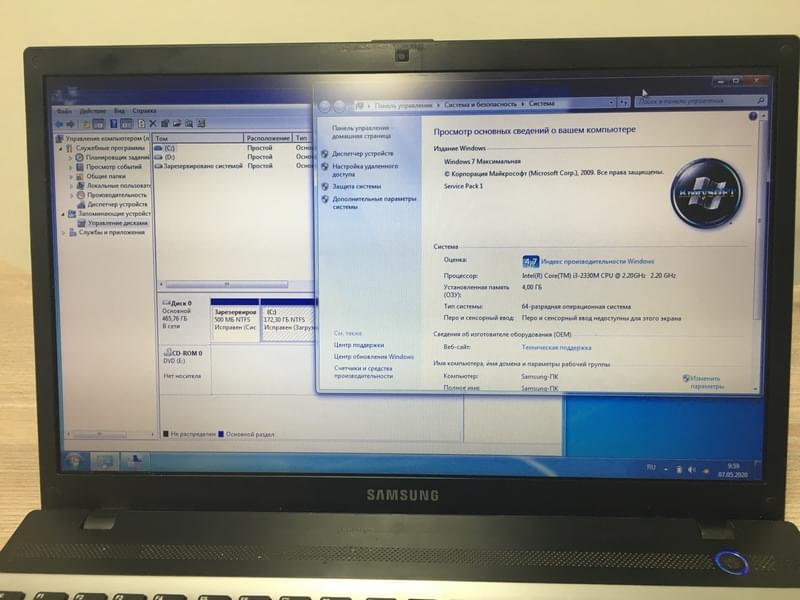 Файл Действие Вид Справка
Управление компьютером (л
Служебные программы
Планировщик заданий
Просмотр событий
Общие папки
Локальные пользоват
Производительность
Диспетчер устройств
Запоминающие устройст
Управление дисками
Службы и приложения
Том Расположение Тип
(C:) Простой Осно
(D:) Простой Осно
Зарезервировано системой Простой Осно
Диск 0
Основной
465,76 ГБ
В сети
Зарезервиров
500 МБ NTFS
Исправен (Сис
(C:)
172,30 ГБ NTFS
Исправен (Загруз
CD-ROM 0
DVD (E:)
Нет носителя
Не распределен Основной раздел
Панель управления Система и безопасность Система
Поиск в панели управления
Панель управления -
домашняя страница
Диспетчер устройств
Настройка удаленного
доступа
Защита системы
Дополнительные параметры
системы
См. также
Центр поддержки
Центр обновления Windows
Счетчики и средства
производительности
Просмотр основных сведений о вашем компьютере
Издание Windows
Windows 7 Максимальная
© Корпорация Майкрософт (Microsoft Corp.), 2009. Все права защищены.
Service Pack 1
Система
Оценка: 4,7 Индекс производительности Windows
Процессор: Intel(R) Core(TM) i3-2330M CPU @ 2.20GHz 2.20 GHz
Установленная память
(ОЗУ): 4,00 ГБ
Тип системы: 64-разрядная операционная система
Перо и сенсорный ввод: Перо и сенсорный ввод недоступны для этого экрана
Сведения об изготовителе оборудования (OEM)
Веб-сайт: Техническая поддержка
Имя компьютера, имя домена и параметры рабочей группы
Компьютер: Samsung-ПК
Изменить
параметры
Полное имя: Samsung-ПК
RU
9:59
07.05.2020
SAMSUNG